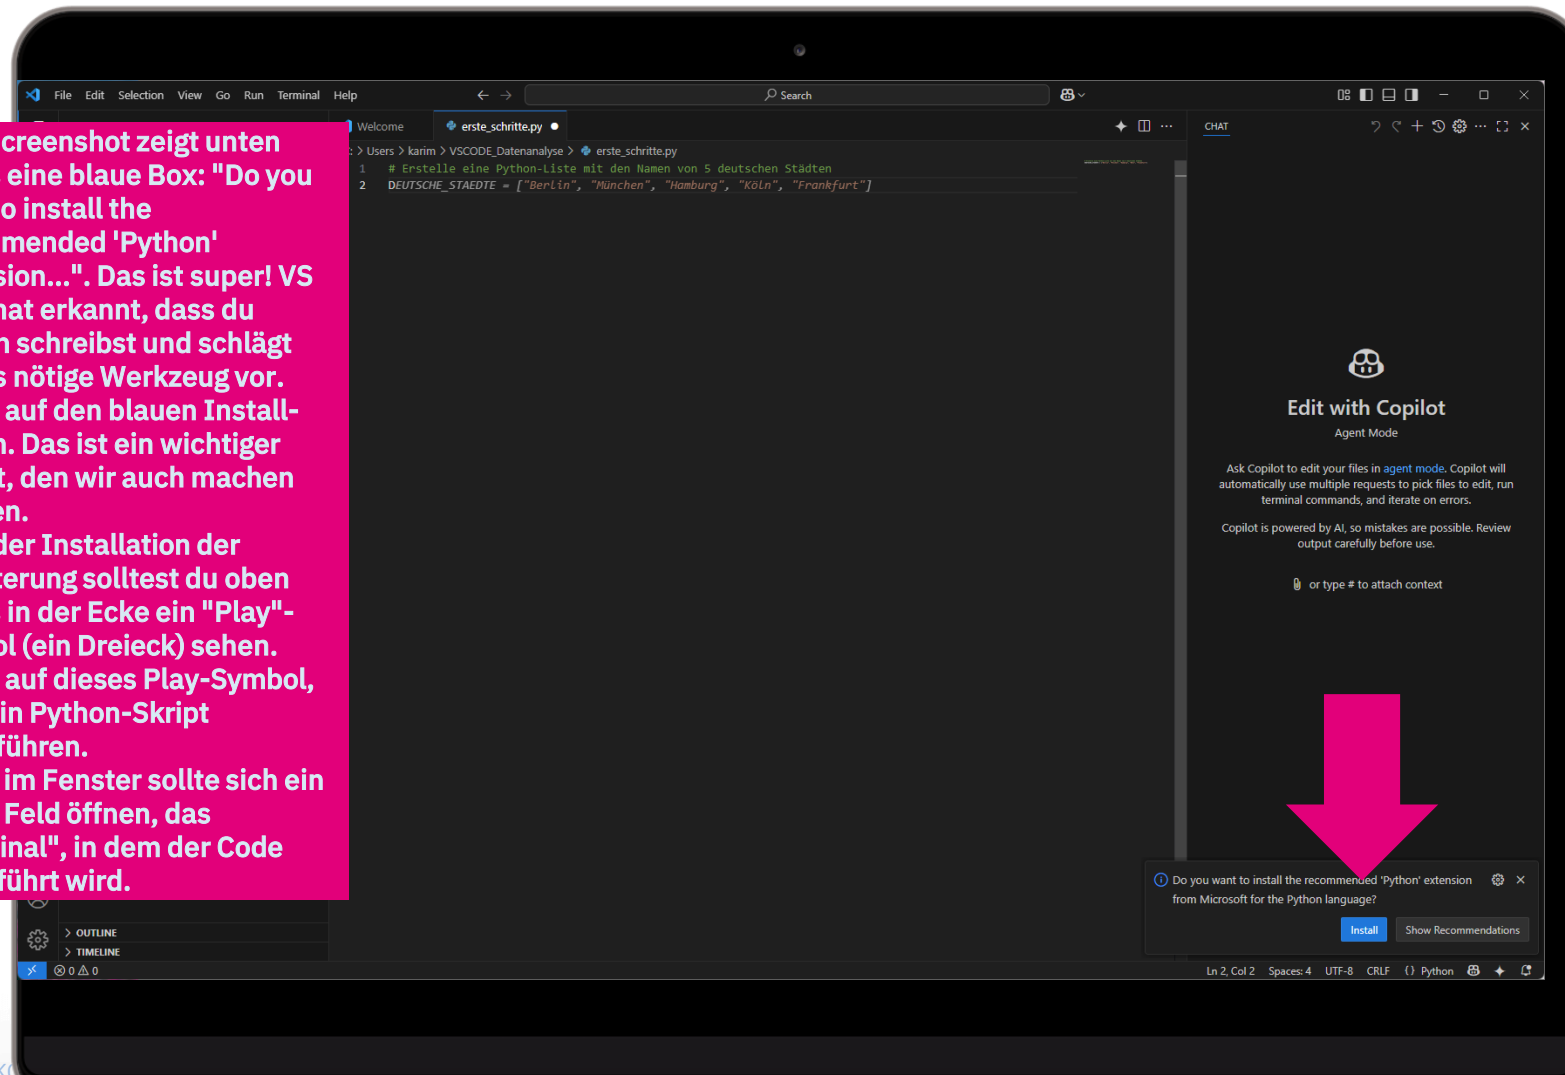 File Edit Selection View Go Run Terminal Help
Search
Welcome
erste_schritte.py
CHAT
> Users > karim > VSCODE_Datenanalyse > erste_schritte.py
1 # Erstelle eine Python-Liste mit den Namen von 5 deutschen Städten
2 DEUTSCHE_STAEDTE = ["Berlin", "München", "Hamburg", "Köln", "Frankfurt"]
creenshot zeigt unten
eine blaue Box: "Do you
o install the
mended 'Python'
sion...". Das ist super! VS
hat erkannt, dass du
n schreibst und schlägt
s nötige Werkzeug vor.
auf den blauen Install-
n. Das ist ein wichtiger
t, den wir auch machen
en.
der Installation der
terung solltest du oben
in der Ecke ein "Play"-
ol (ein Dreieck) sehen.
auf dieses Play-Symbol,
in Python-Skript
führen.
im Fenster sollte sich ein
Feld öffnen, das
inal", in dem der Code
führt wird.
Edit with Copilot
Agent Mode
Ask Copilot to edit your files in agent mode. Copilot will
automatically use multiple requests to pick files to edit, run
terminal commands, and iterate on errors.
Copilot is powered by AI, so mistakes are possible. Review
output carefully before use.
or type # to attach context
Do you want to install the recommended 'Python' extension
from Microsoft for the Python language?
Install
Show Recommendations
> OUTLINE
> TIMELINE
0 0
Ln 2, Col 2 Spaces: 4 UTF-8 CRLF {} Python